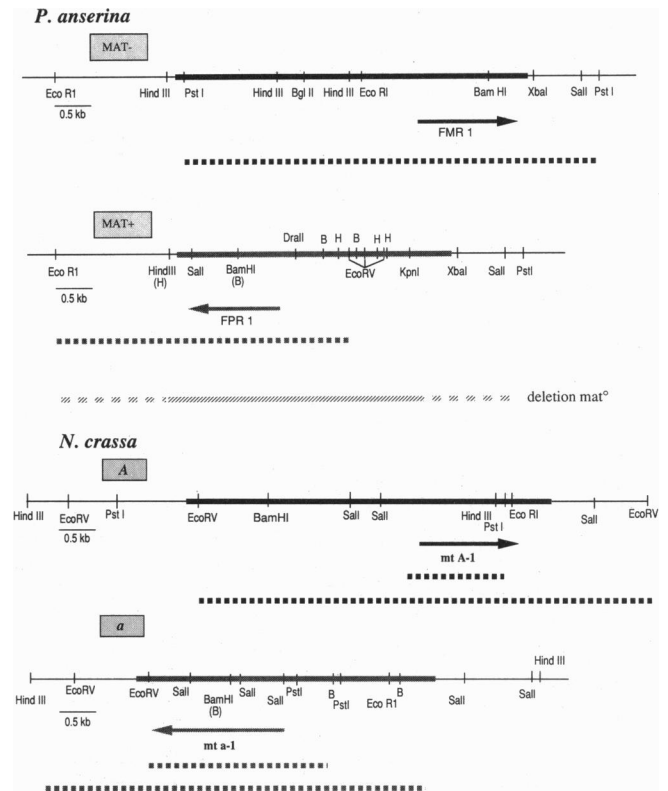 P. anserina
MAT-
Eco R1 Hind III Pst I Hind III Bgl II Hind III Eco RI Bam HI XbaI SalI Pst I
0.5 kb
FMR 1
MAT+
DraII B H B H H
Eco R1 HindIII (H) SalI BamHI (B) EcoRV KpnI XbaI SalI PstI
0.5 kb
FPR 1
deletion mat°
N. crassa
A
Hind III EcoRV Pst I EcoRV BamHI SalI SalI Hind III Pst I Eco RI SalI EcoRV
0.5 kb
mt A-1
a
Hind III
Hind III EcoRV EcoRV SalI BamHI (B) SalI SalI PstI B PstI Eco R1 B SalI SalI
0.5 kb
mt a-1